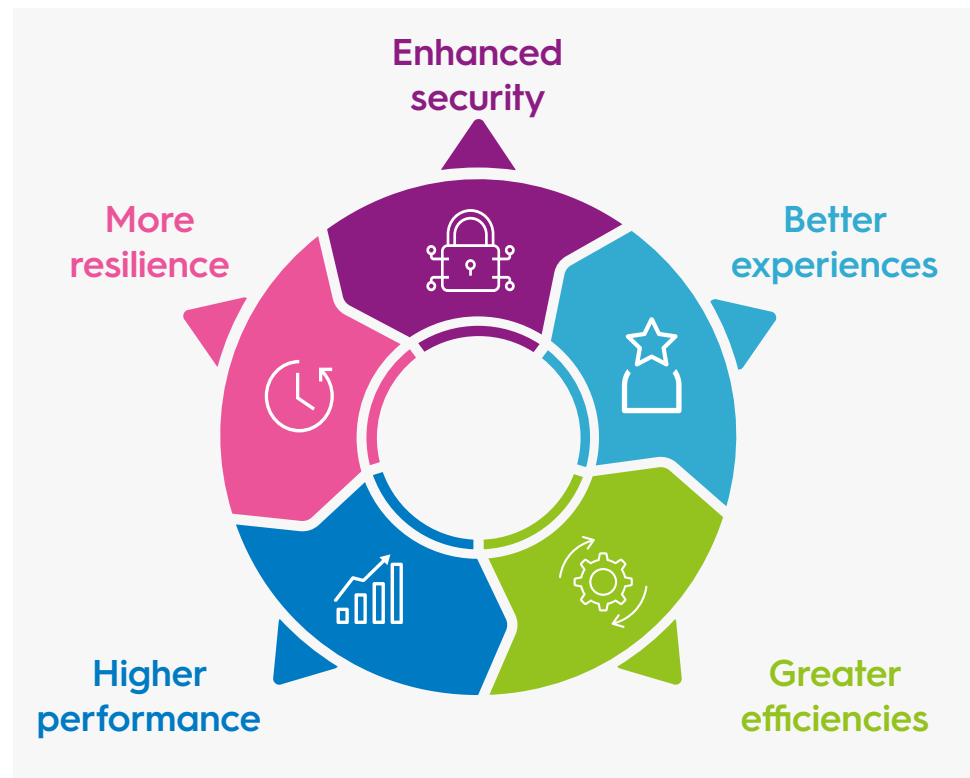 Enhanced
security
More
resilience
Better
experiences
Higher
performance
Greater
efficiencies